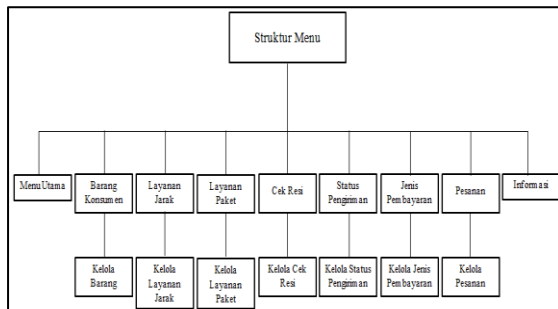 Struktur Menu
Menu Utama
Barang
Konsumen
Layanan
Jarak
Layanan
Paket
Cek Resi
Status
Pengiriman
Jenis
Pembayaran
Pesanan
Informasi
Kelola
Barang
Kelola
Layanan
Jarak
Kelola
Layanan
Paket
Kelola Cek
Resi
Kelola Status
Pengiriman
Kelola Jenis
Pembayaran
Kelola
Pesanan